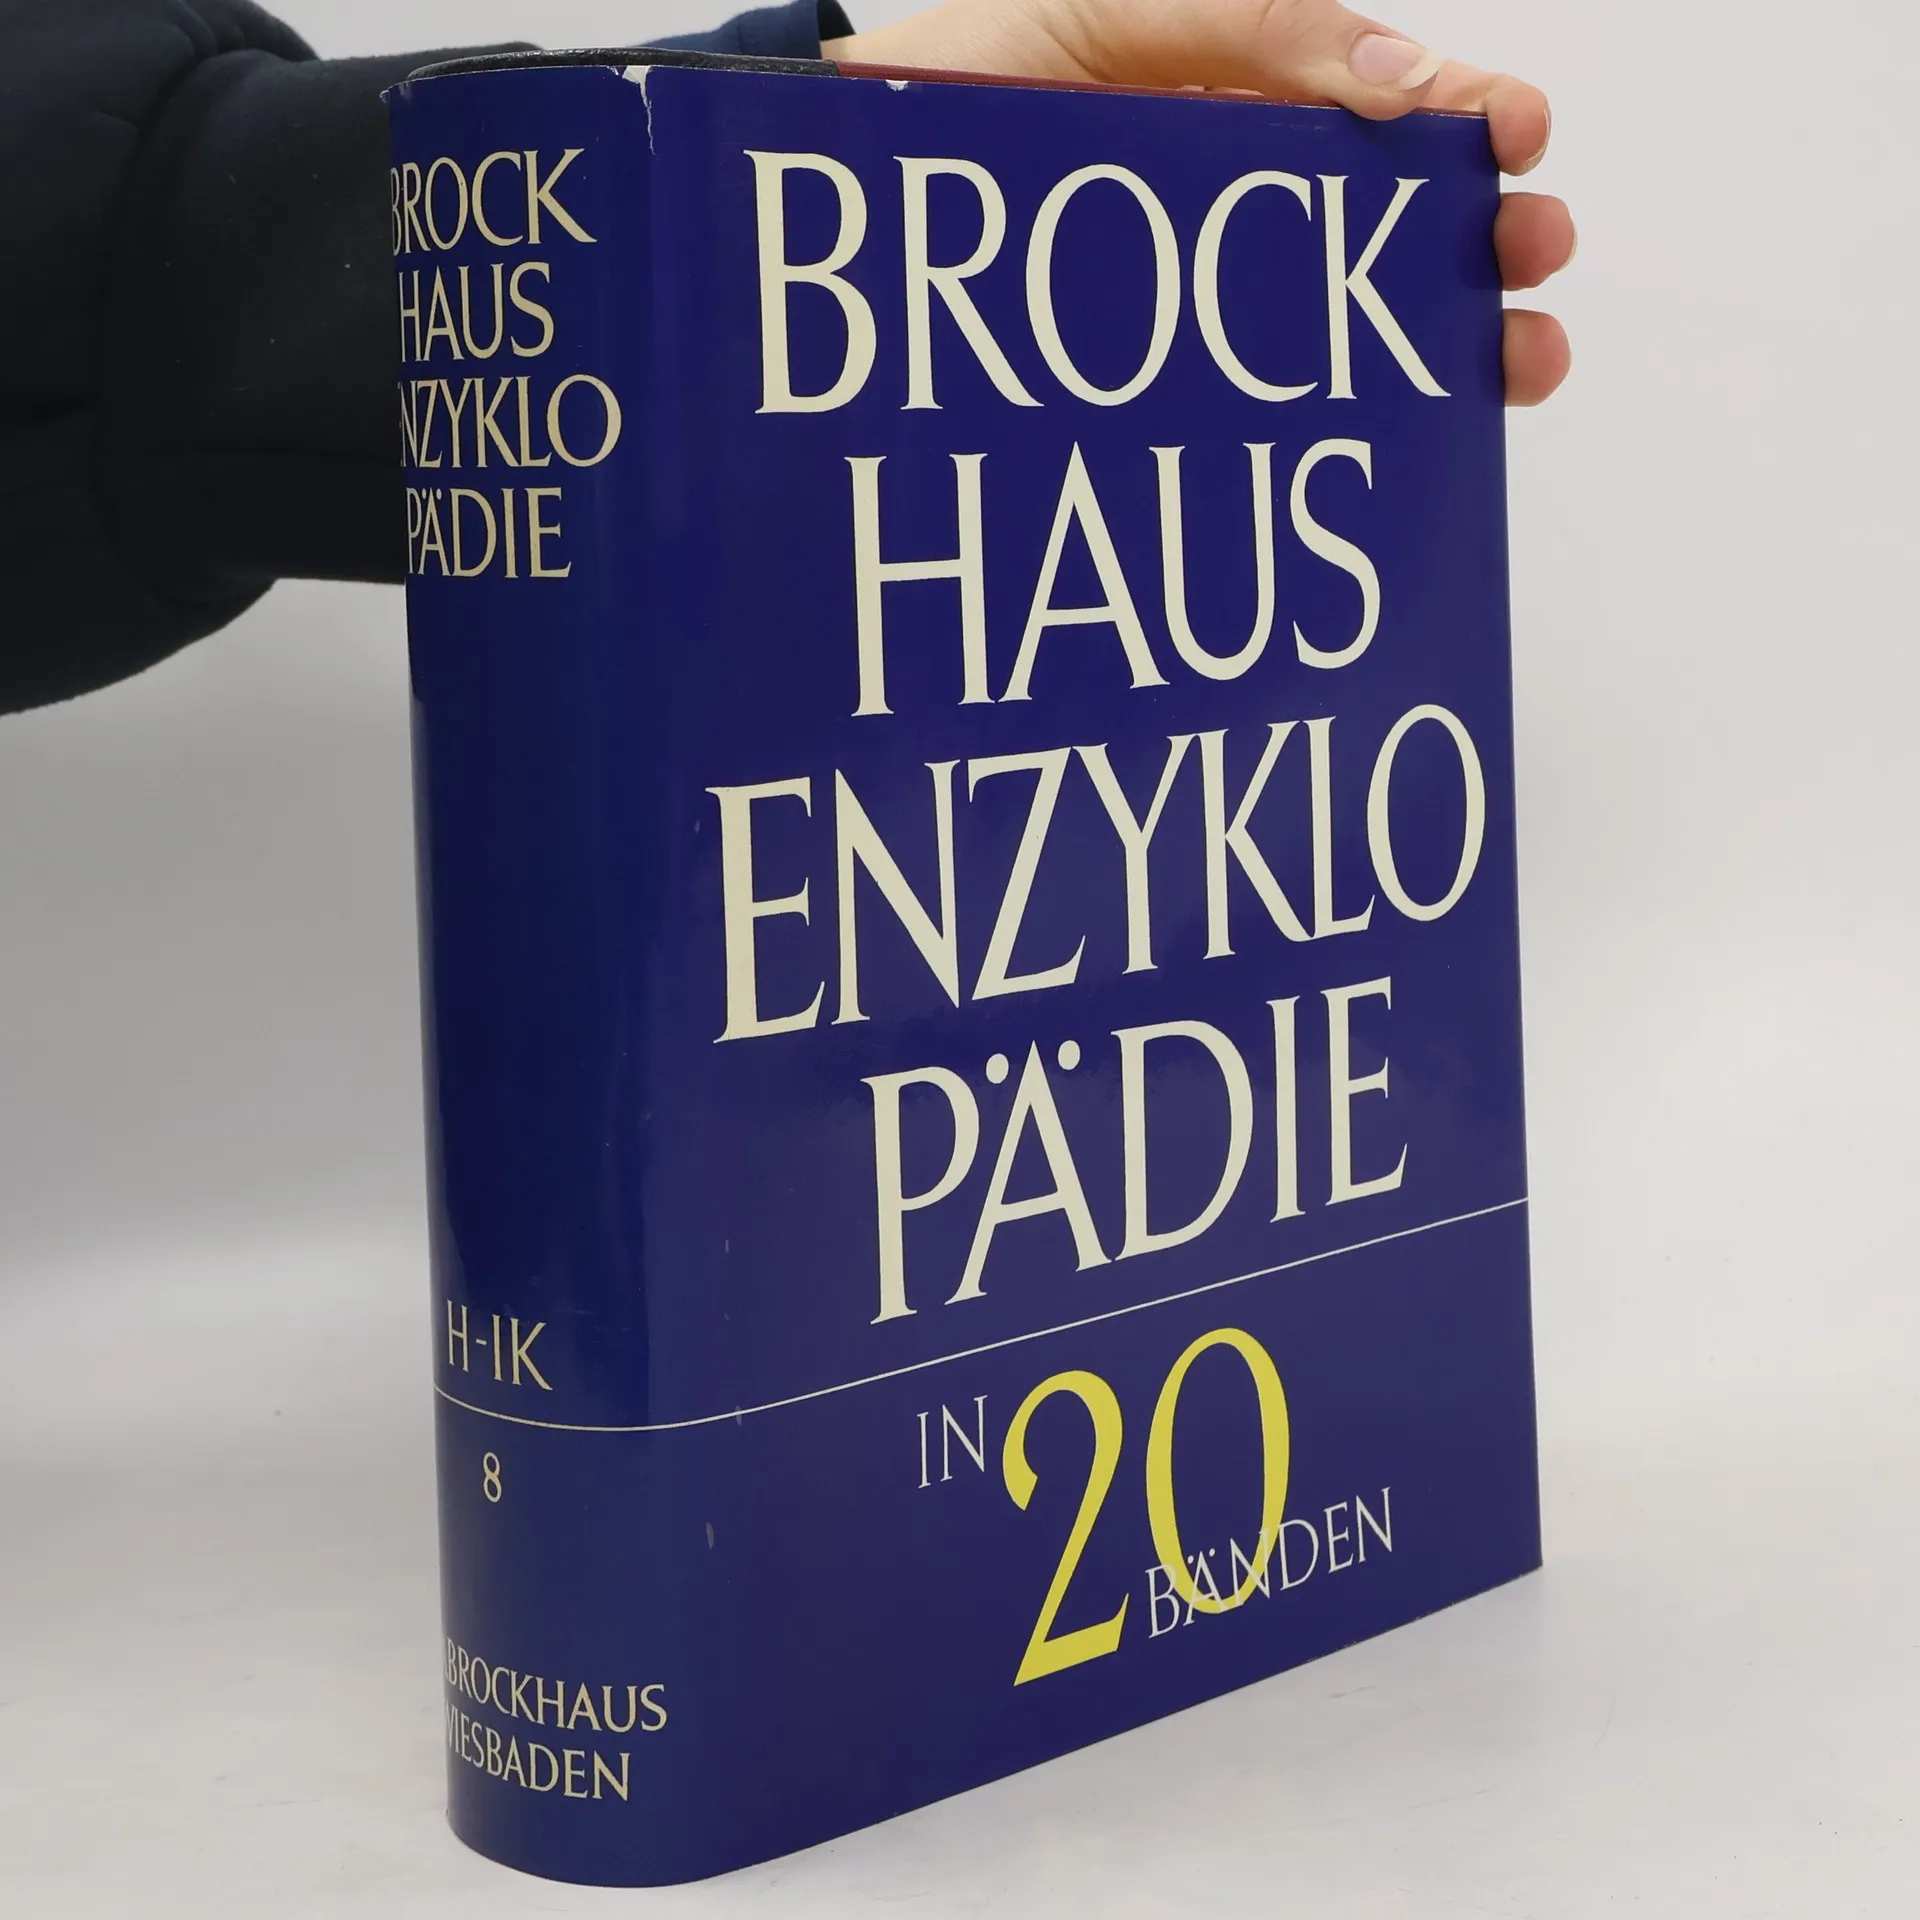 BROCK
HAUS
ENZYKLO
PÄDIE
H-IK
8
BROCKHAUS
WIESBADEN
BROCK
HAUS
ENZYKLO
PÄDIE
IN 20
BÄNDEN